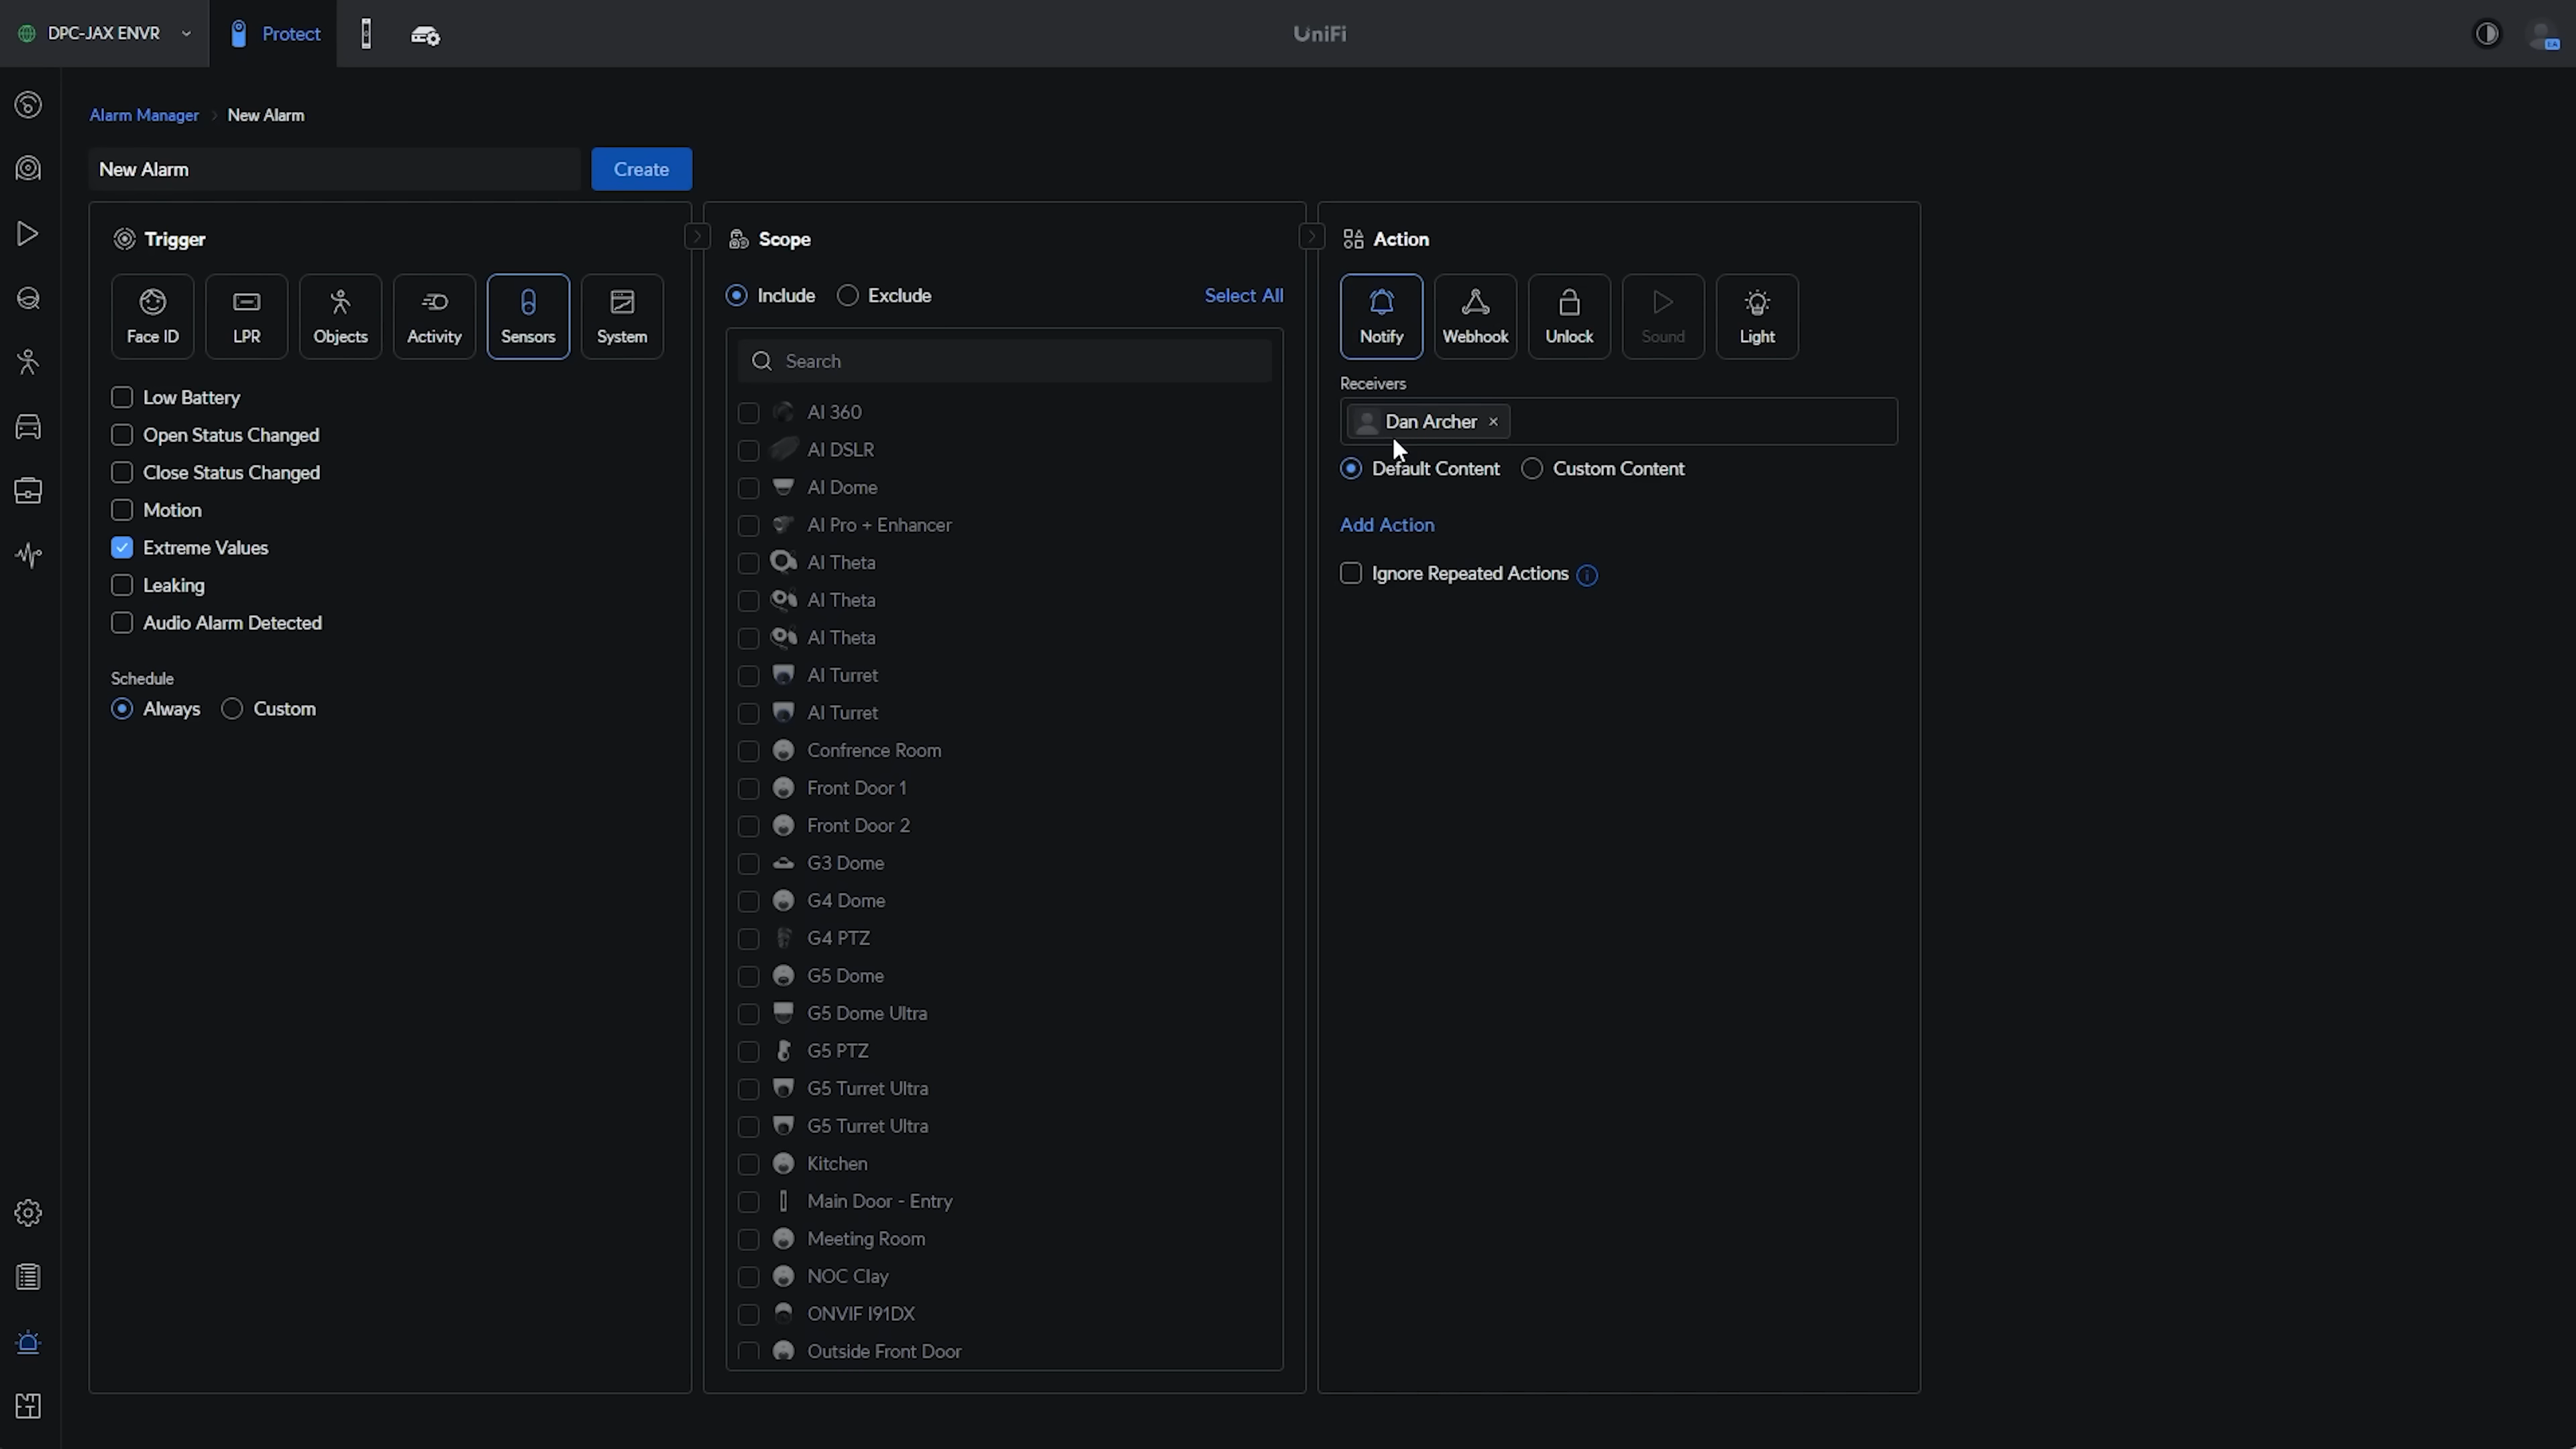 DPC-JAX ENVR
Protect
UniFi
EA
Alarm Manager
New Alarm
New Alarm
Create
Trigger
Face ID
LPR
Objects
Activity
Sensors
System
Low Battery
Open Status Changed
Close Status Changed
Motion
Extreme Values
Leaking
Audio Alarm Detected
Schedule
Always
Custom
Scope
Include
Exclude
Select All
Search
AI 360
AI DSLR
AI Dome
AI Pro + Enhancer
AI Theta
AI Theta
AI Theta
AI Turret
AI Turret
Confrence Room
Front Door 1
Front Door 2
G3 Dome
G4 Dome
G4 PTZ
G5 Dome
G5 Dome Ultra
G5 PTZ
G5 Turret Ultra
G5 Turret Ultra
Kitchen
Main Door - Entry
Meeting Room
NOC Clay
ONVIF I91DX
Outside Front Door
Action
Notify
Webhook
Unlock
Sound
Light
Receivers
Dan Archer
Default Content
Custom Content
Add Action
Ignore Repeated Actions